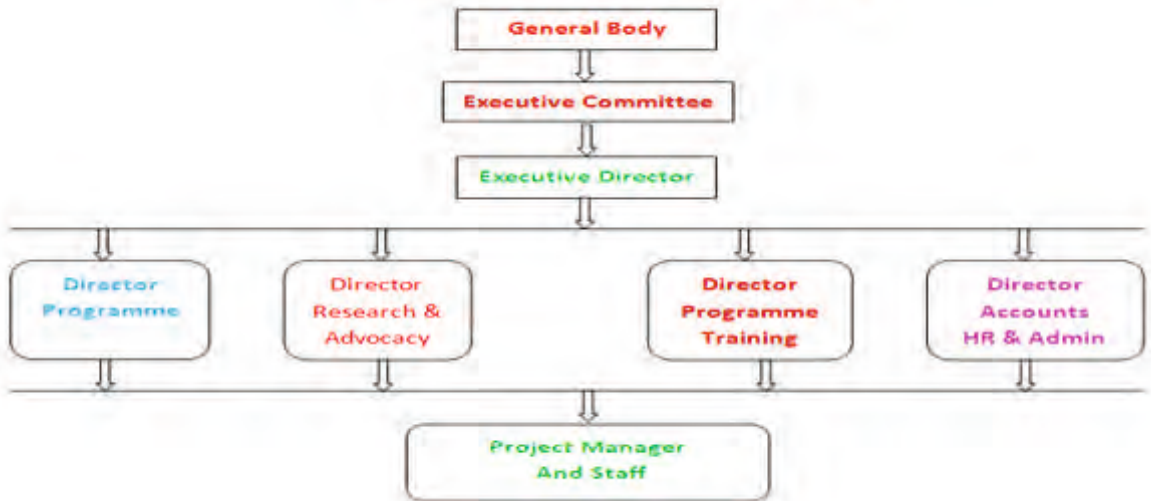 General Body
Executive Committee
Executive Director
Director
Programme
Director
Research &
Advocacy
Director
Programme
Training
Director
Accounts
HR & Admin
Project Manager
And Staff